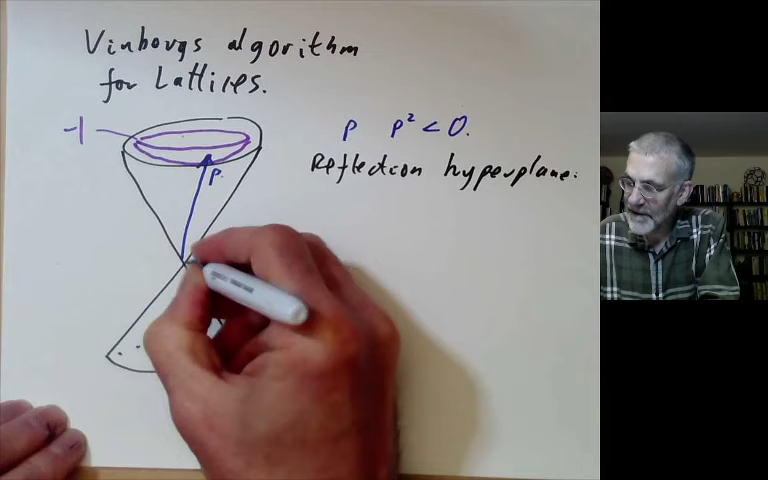 Vinbergs algorithm
for Lattices.
-1
p p² < 0.
p.
Reflection hyperplane: